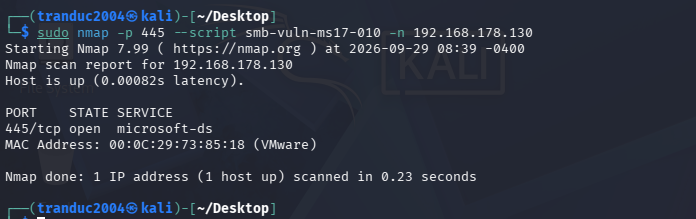 ┌──(tranduc2004㉿kali)-[~/Desktop]
└─$ sudo nmap -p 445 --script smb-vuln-ms17-010 -n 192.168.178.130
Starting Nmap 7.99 ( https://nmap.org ) at 2026-09-29 08:39 -0400
Nmap scan report for 192.168.178.130
Host is up (0.00082s latency).
KALI
PORT    STATE SERVICE
445/tcp open  microsoft-ds
MAC Address: 00:0C:29:73:85:18 (VMware)
Nmap done: 1 IP address (1 host up) scanned in 0.23 seconds
┌──(tranduc2004㉿kali)-[~/Desktop]